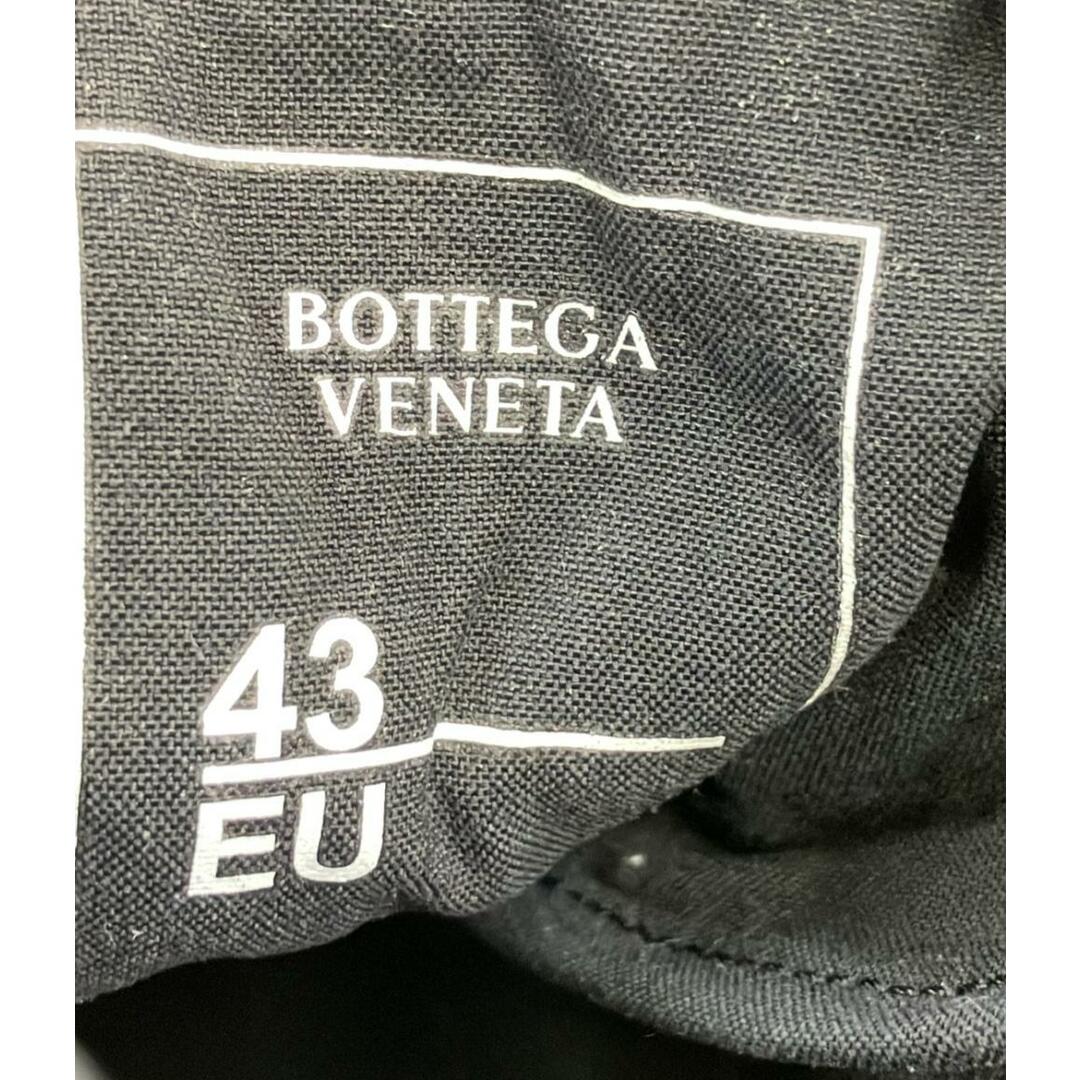 BOTTEGA
VENETA
43
EU